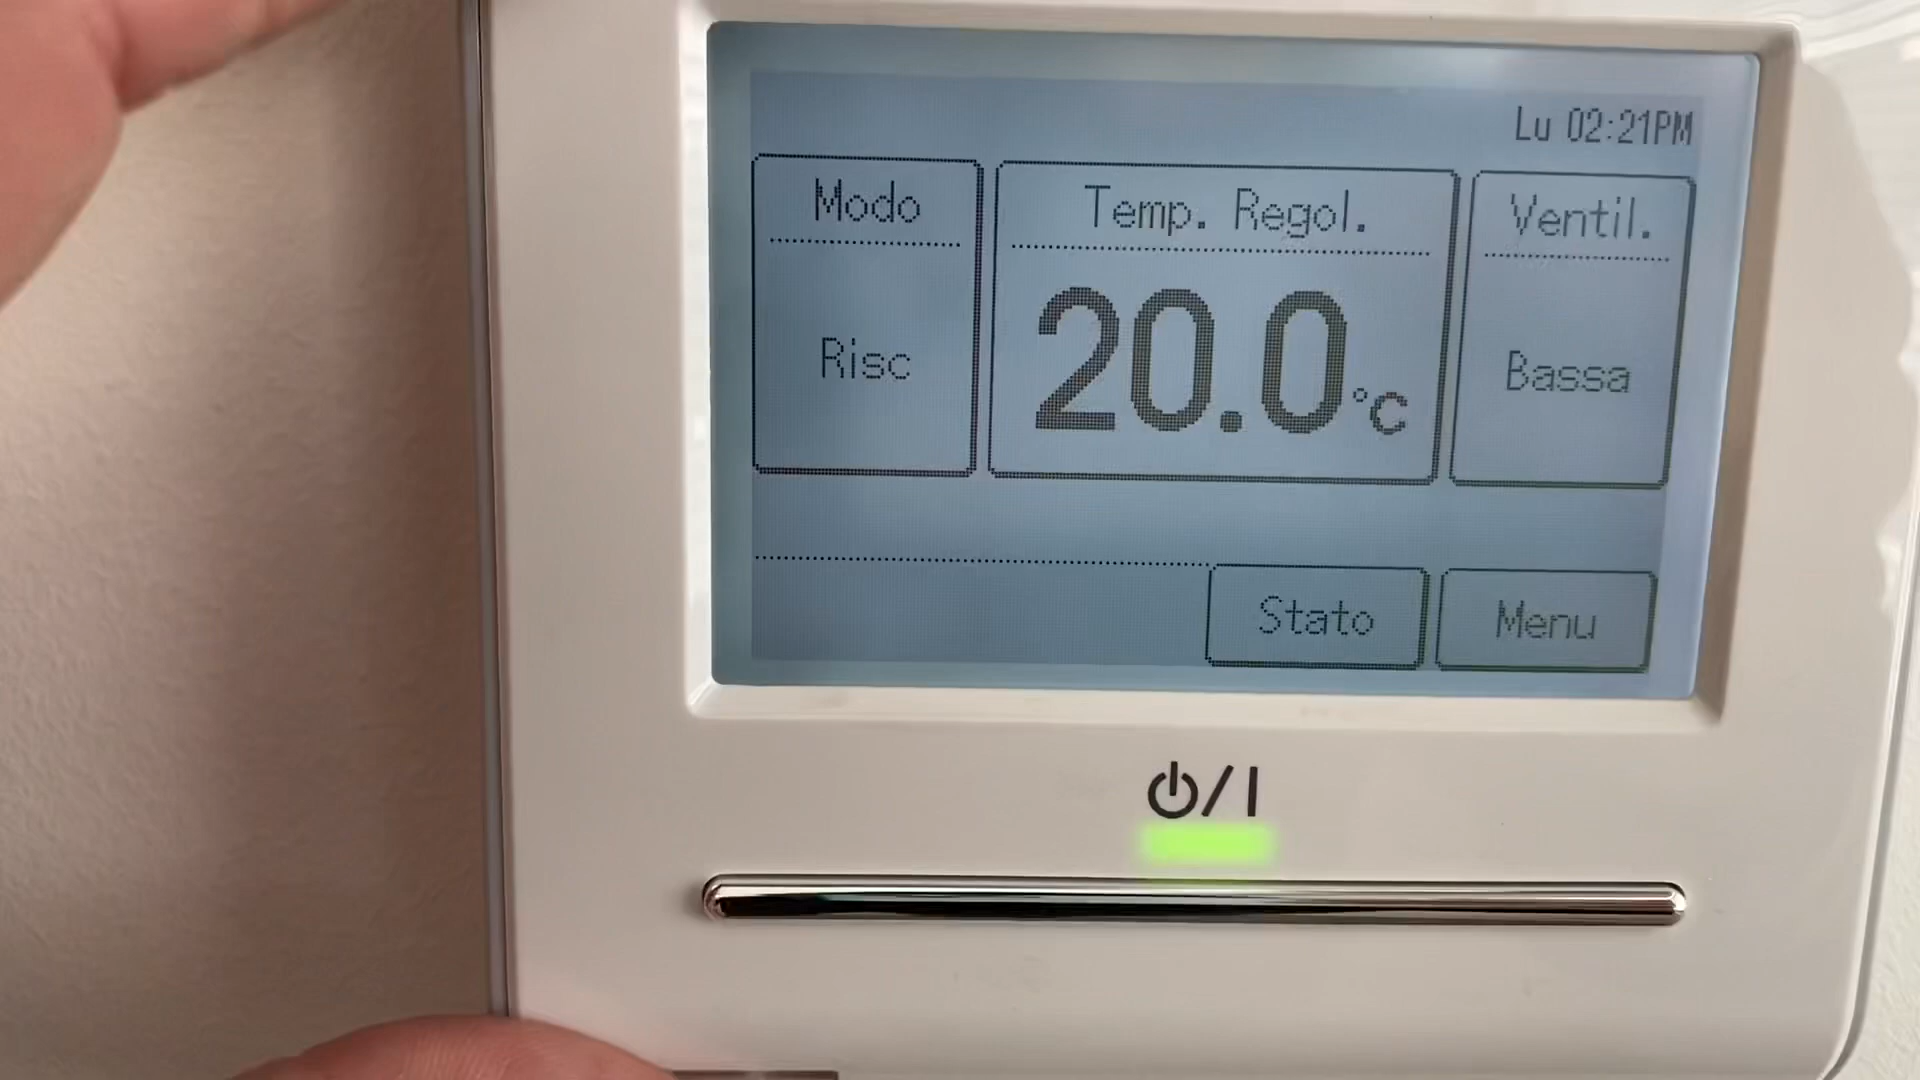 Lu 02:21PM
Modo
Temp. Regol.
Ventil.
Risc
20.0°C
Bassa
Stato
Menu
⏻/I